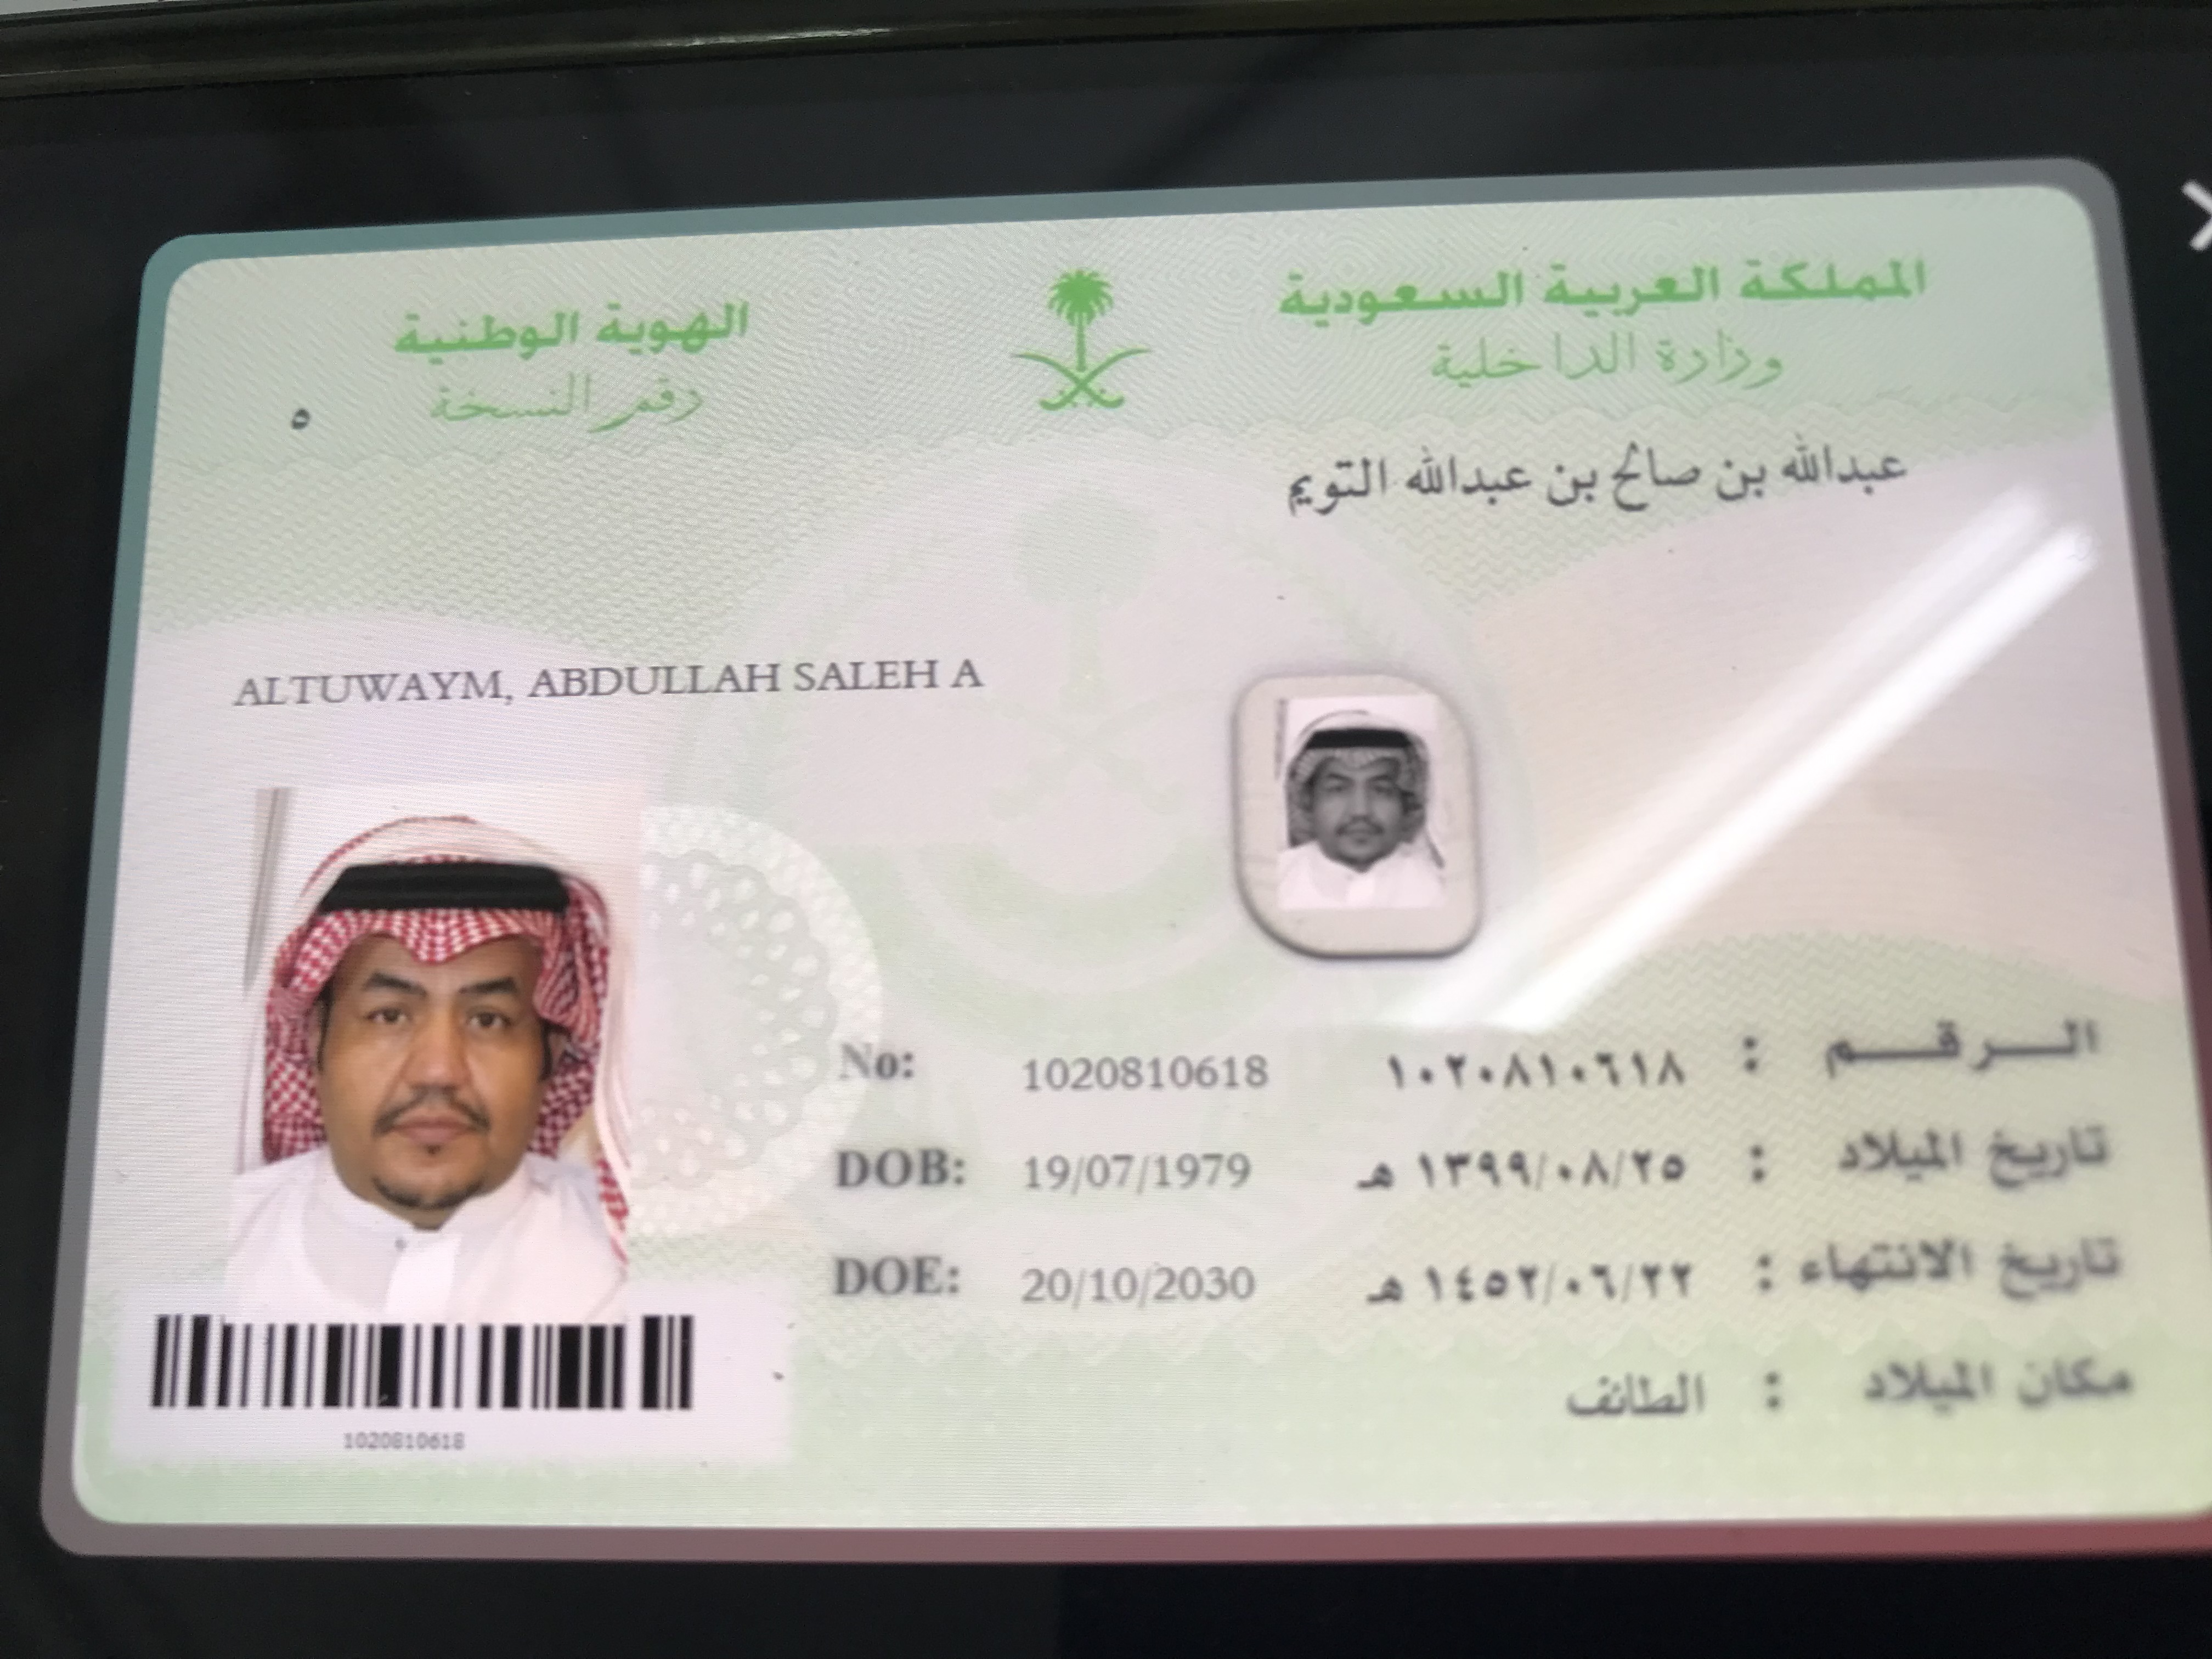 المملكة العربية السعودية
وزارة الداخلية
الهوية الوطنية
رقم النسخة ٥
عبدالله بن صالح بن عبدالله التويم
ALTUWAYM, ABDULLAH SALEH A
الرقم : ١٠٢٠٨١٠٦١٨
No: 1020810618
تاريخ الميلاد : ١٣٩٩/٠٨/٢٥ هـ
DOB: 19/07/1979
تاريخ الانتهاء : ١٤٥٢/٠٦/٢٢ هـ
DOE: 20/10/2030
مكان الميلاد : الطائف
1020810618